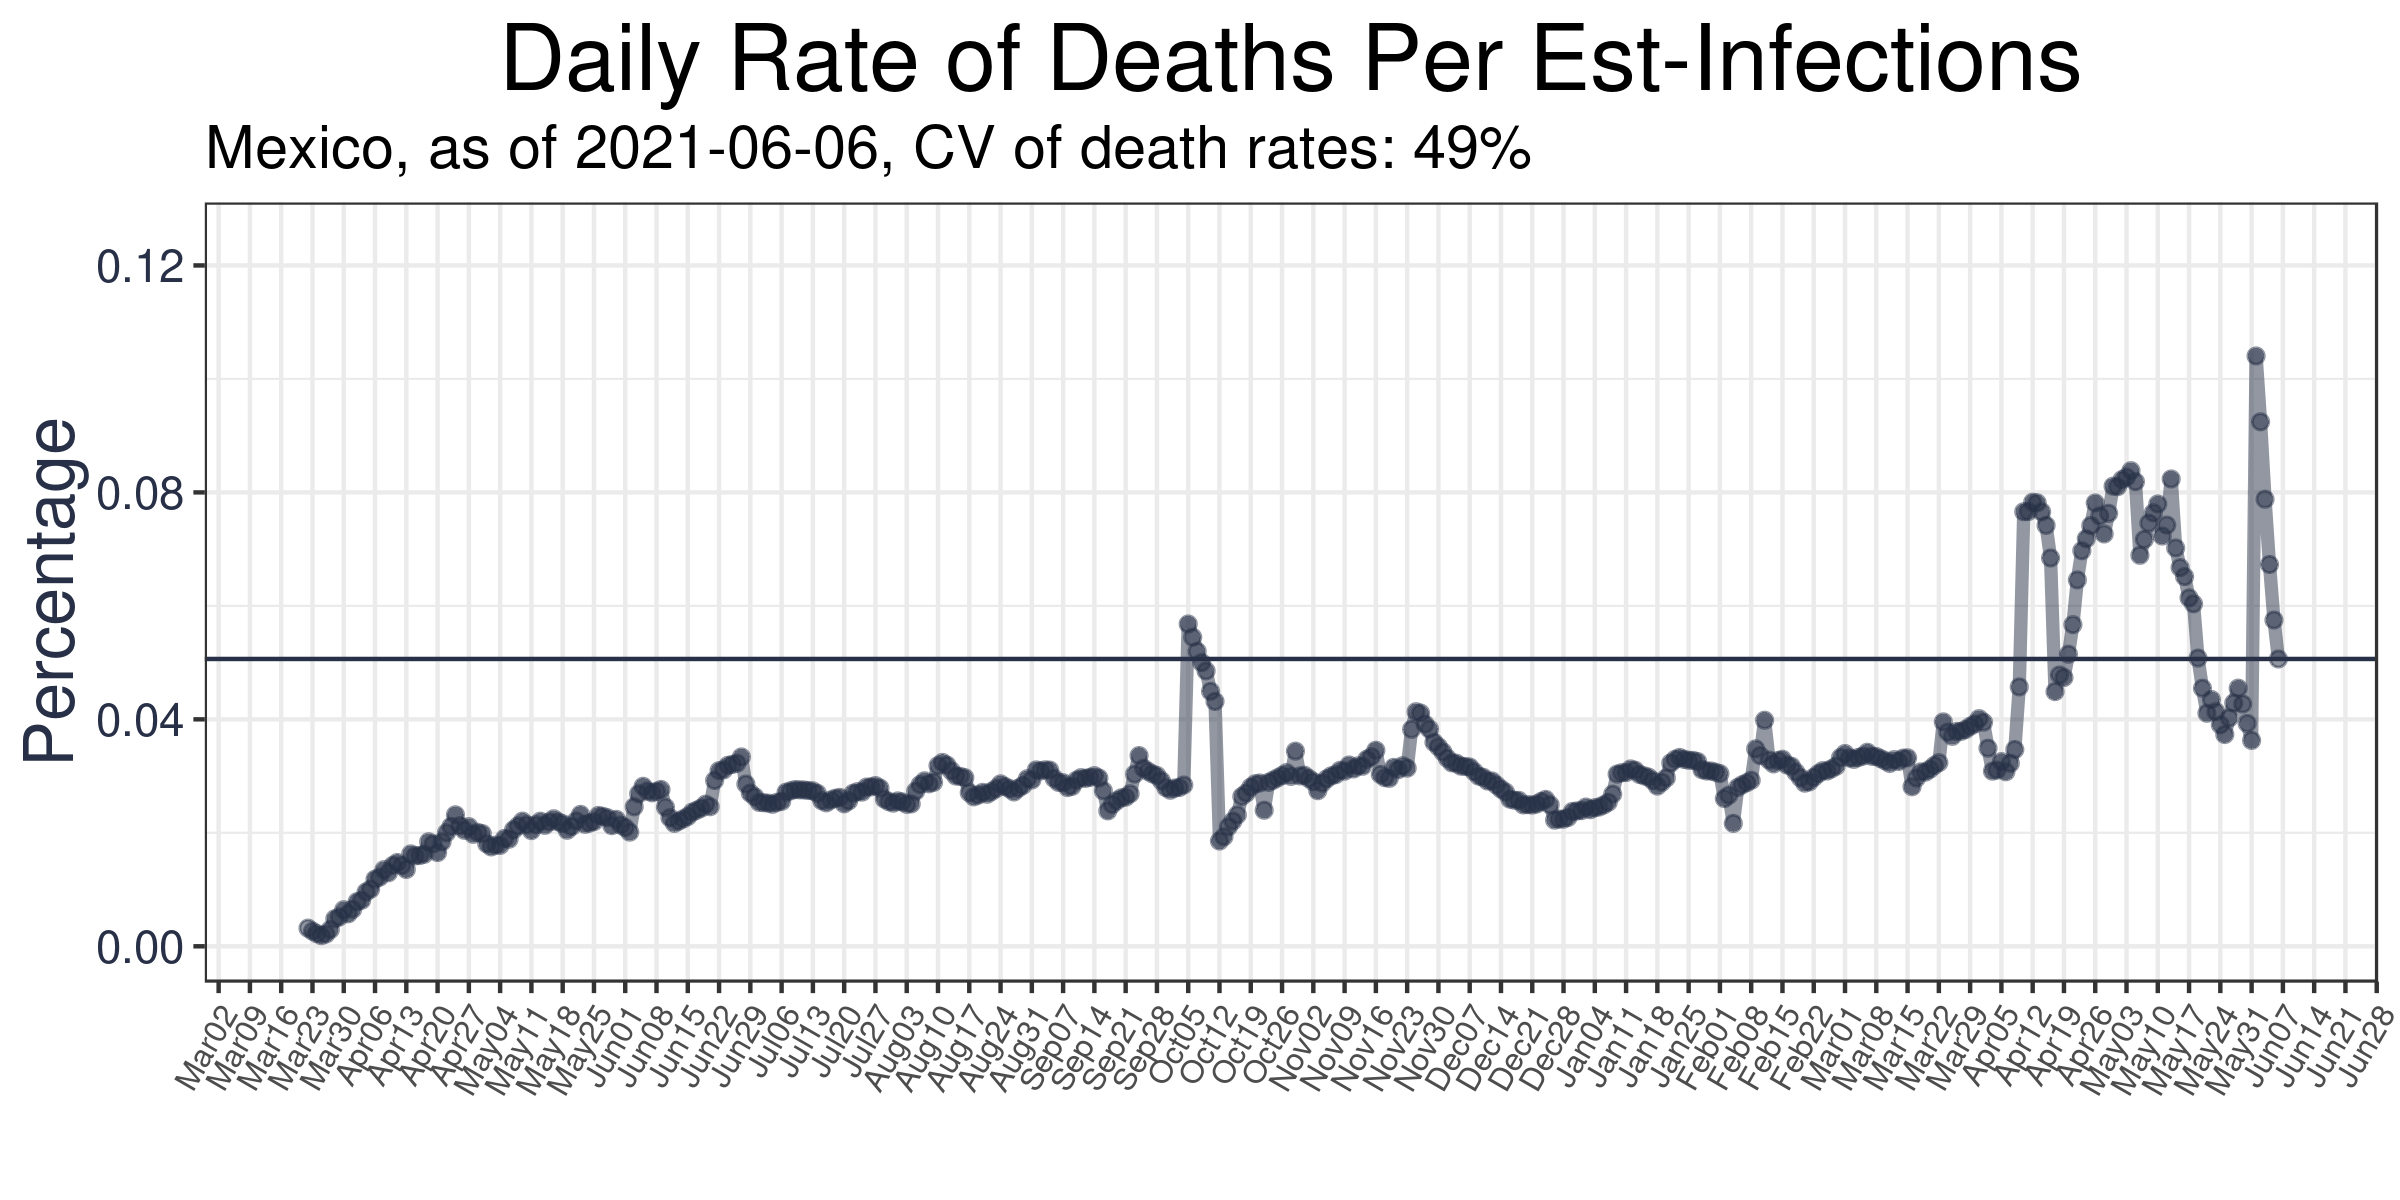 Daily Rate of Deaths Per Est-Infections
Mexico, as of 2021-06-06, CV of death rates: 49%
Percentage
0.12
0.08
0.04
0.00
Mar02
Mar09
Mar16
Mar23
Mar30
Apr06
Apr13
Apr20
Apr27
May04
May11
May18
May25
Jun01
Jun08
Jun15
Jun22
Jun29
Jul06
Jul13
Jul20
Jul27
Aug03
Aug10
Aug17
Aug24
Aug31
Sep07
Sep14
Sep21
Sep28
Oct05
Oct12
Oct19
Oct26
Nov02
Nov09
Nov16
Nov23
Nov30
Dec07
Dec14
Dec21
Dec28
Jan04
Jan11
Jan18
Jan25
Feb01
Feb08
Feb15
Feb22
Mar01
Mar08
Mar15
Mar22
Mar29
Apr05
Apr12
Apr19
Apr26
May03
May10
May17
May24
May31
Jun07
Jun14
Jun21
Jun28